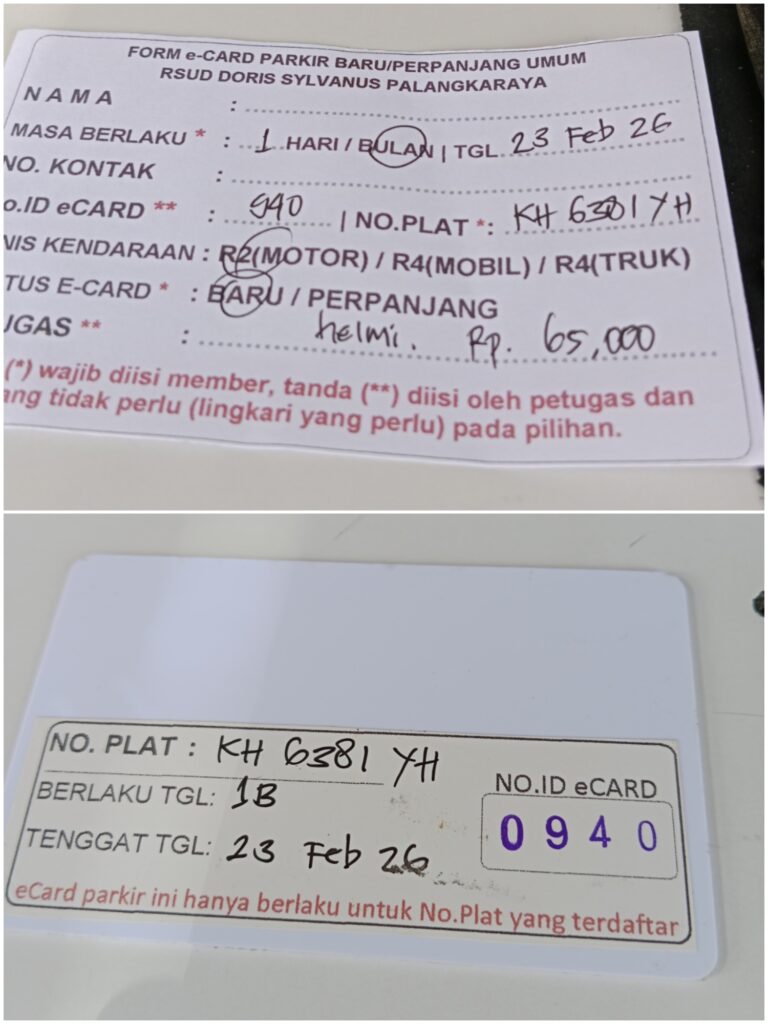 FORM e-CARD PARKIR BARU/PERPANJANG UMUM
RSUD DORIS SYLVANUS PALANGKARAYA
NAMA :
MASA BERLAKU * : 1 HARI / BULAN | TGL 23 Feb 26
NO. KONTAK :
o.ID eCARD ** : 940 | NO.PLAT *: KH 6381 YH
NIS KENDARAAN : R2(MOTOR) / R4(MOBIL) / R4(TRUK)
TUS E-CARD * : BARU / PERPANJANG
UGAS ** : helmi. Rp. 65,000
(*) wajib diisi member, tanda (**) diisi oleh petugas dan
ang tidak perlu (lingkari yang perlu) pada pilihan.
NO. PLAT : KH 6381 YH
BERLAKU TGL: 1B
TENGGAT TGL: 23 Feb 26
NO.ID eCARD
0940
eCard parkir ini hanya berlaku untuk No.Plat yang terdaftar